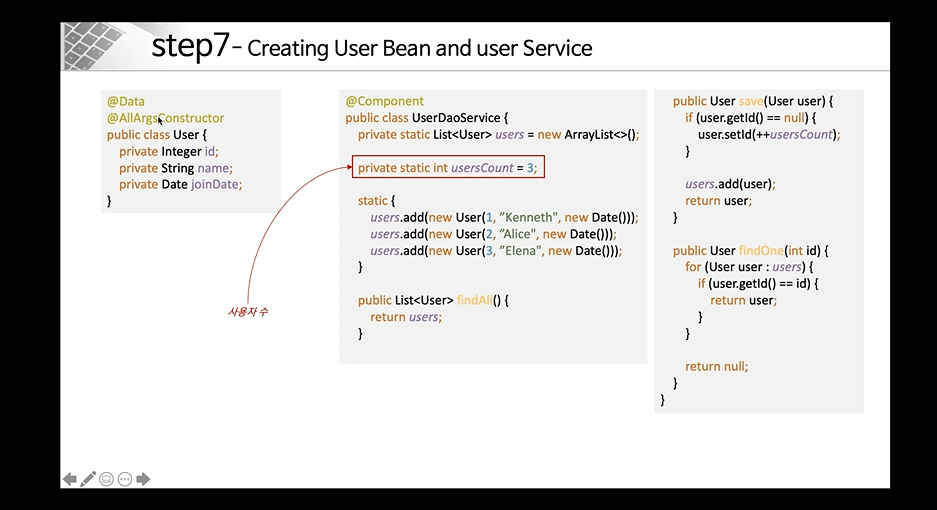 step7- Creating User Bean and user Service
@Data
@AllArgsConstructor
public class User {
private Integer id;
private String name;
private Date joinDate;
}
사용자 수
@Component
public class UserDaoService {
private static List<User> users = new ArrayList<>();
private static int usersCount = 3;
static {
users.add(new User(1, ”Kenneth", new Date()));
users.add(new User(2, ”Alice", new Date()));
users.add(new User(3, ”Elena", new Date()));
}
public List<User> findAll() {
return users;
}
public User save(User user) {
if (user.getId() == null) {
user.setId(++usersCount);
}
users.add(user);
return user;
}
public User findOne(int id) {
for (User user : users) {
if (user.getId() == id) {
return user;
}
}
return null;
}
}